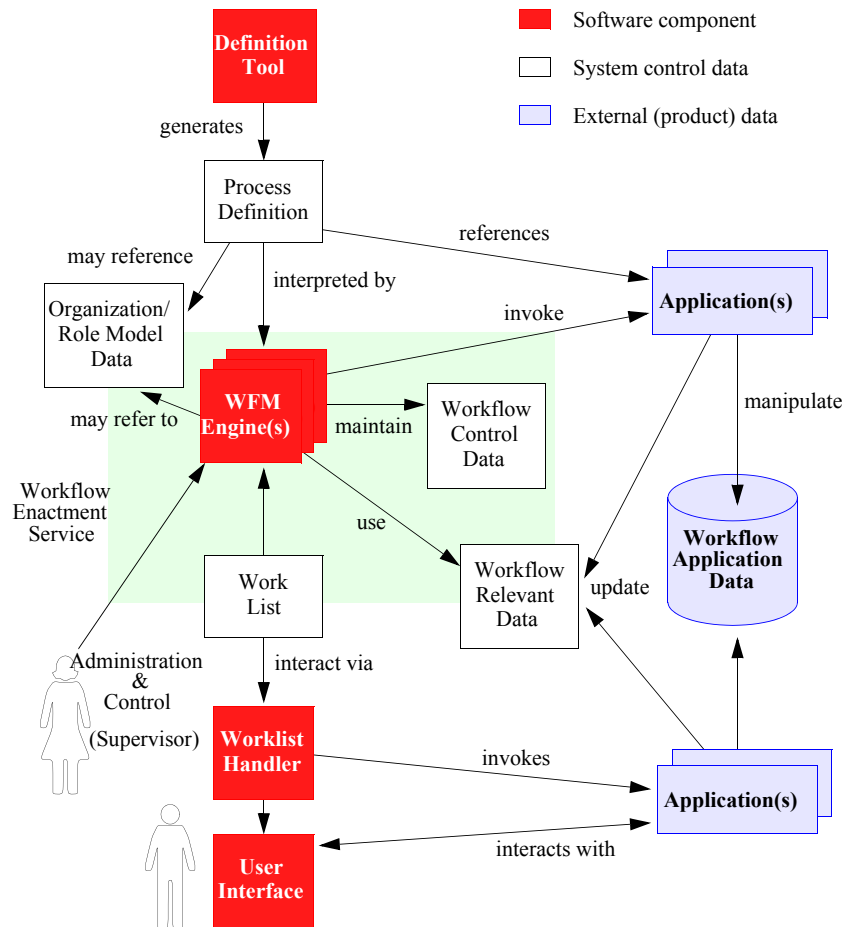 Definition
Tool
Software component
System control data
External (product) data
generates
Process
Definition
references
may reference
interpreted by
Organization/
Role Model
Data
Application(s)
invoke
WFM
Engine(s)
may refer to
maintain
Workflow
Control
Data
manipulate
Workflow
Enactment
Service
use
Workflow
Application
Data
Work
List
Workflow
Relevant
Data
update
Administration
&
Control
(Supervisor)
interact via
Worklist
Handler
invokes
Application(s)
interacts with
User
Interface